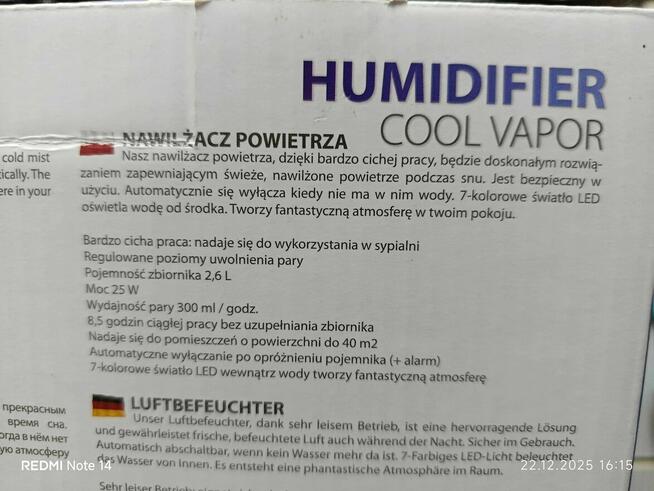 HUMIDIFIER
COOL VAPOR
cold mist
tically. The
ere in your
NAWILŻACZ POWIETRZA
Nasz nawilżacz powietrza, dzięki bardzo cichej pracy, będzie doskonałym rozwią-
zaniem zapewniającym świeże, nawilżone powietrze podczas snu. Jest bezpieczny w
użyciu. Automatycznie się wyłącza kiedy nie ma w nim wody. 7-kolorowe światło LED
oświetla wodę od środka. Tworzy fantastyczną atmosferę w twoim pokoju.
Bardzo cicha praca: nadaje się do wykorzystania w sypialni
Regulowane poziomy uwolnienia pary
Pojemność zbiornika 2,6 L
Moc 25 W
Wydajność pary 300 ml / godz.
8,5 godzin ciągłej pracy bez uzupełniania zbiornika
Nadaje się do pomieszczeń o powierzchni do 40 m2
Automatyczne wyłączanie po opróżnieniu pojemnika (+ alarm)
7-kolorowe światło LED wewnątrz wody tworzy fantastyczną atmosferę
прекрасным
время сна.
огда в нём нет
ую атмосферу
LUFTBEFEUCHTER
Unser Luftbefeuchter, dank sehr leisem Betrieb, ist eine hervorragende Lösung
und gewährleistet frische, befeuchtete Luft auch während der Nacht. Sicher im Gebrauch.
Automatisch abschaltbar, wenn kein Wasser mehr da ist. 7-Farbiges LED-Licht beleuchtet
das Wasser von Innen. Es entsteht eine phantastische Atmosphäre im Raum.
Sehr leiser
REDMI Note 14
22.12.2025 16:15